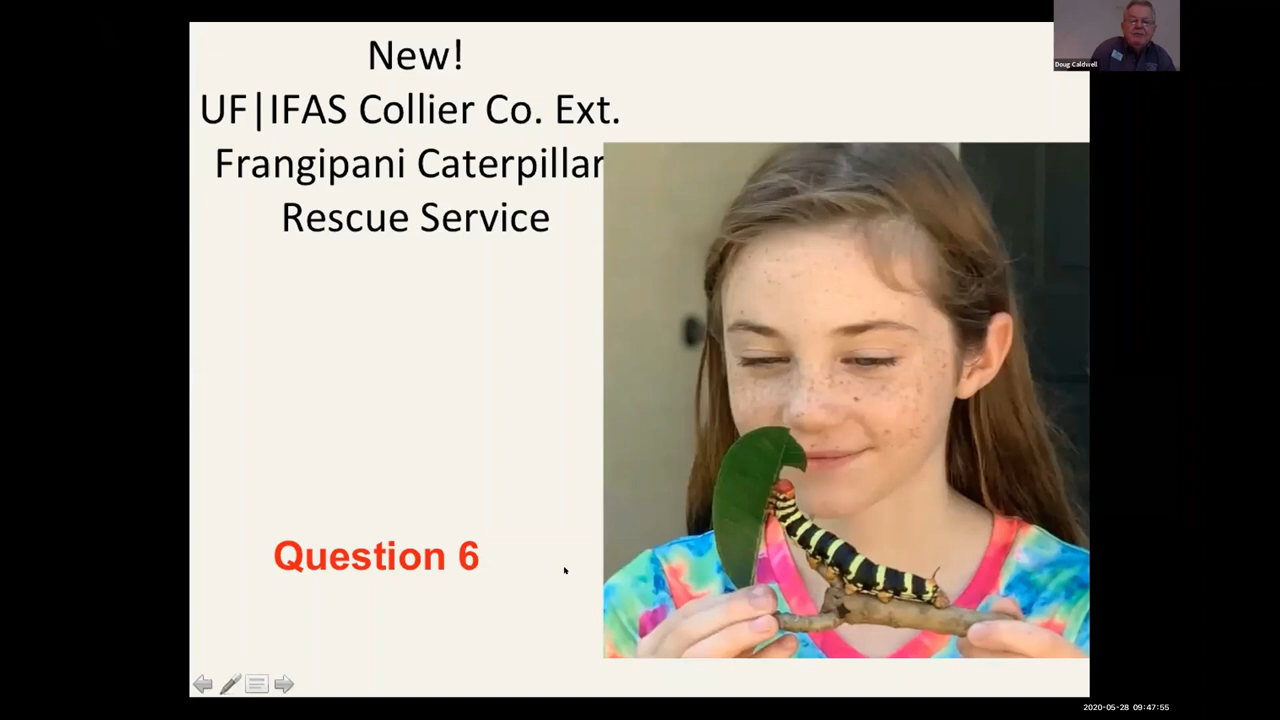 New!
UF|IFAS Collier Co. Ext.
Frangipani Caterpillar
Rescue Service
Question 6
Doug Caldwell
2020-05-28 09:47:55